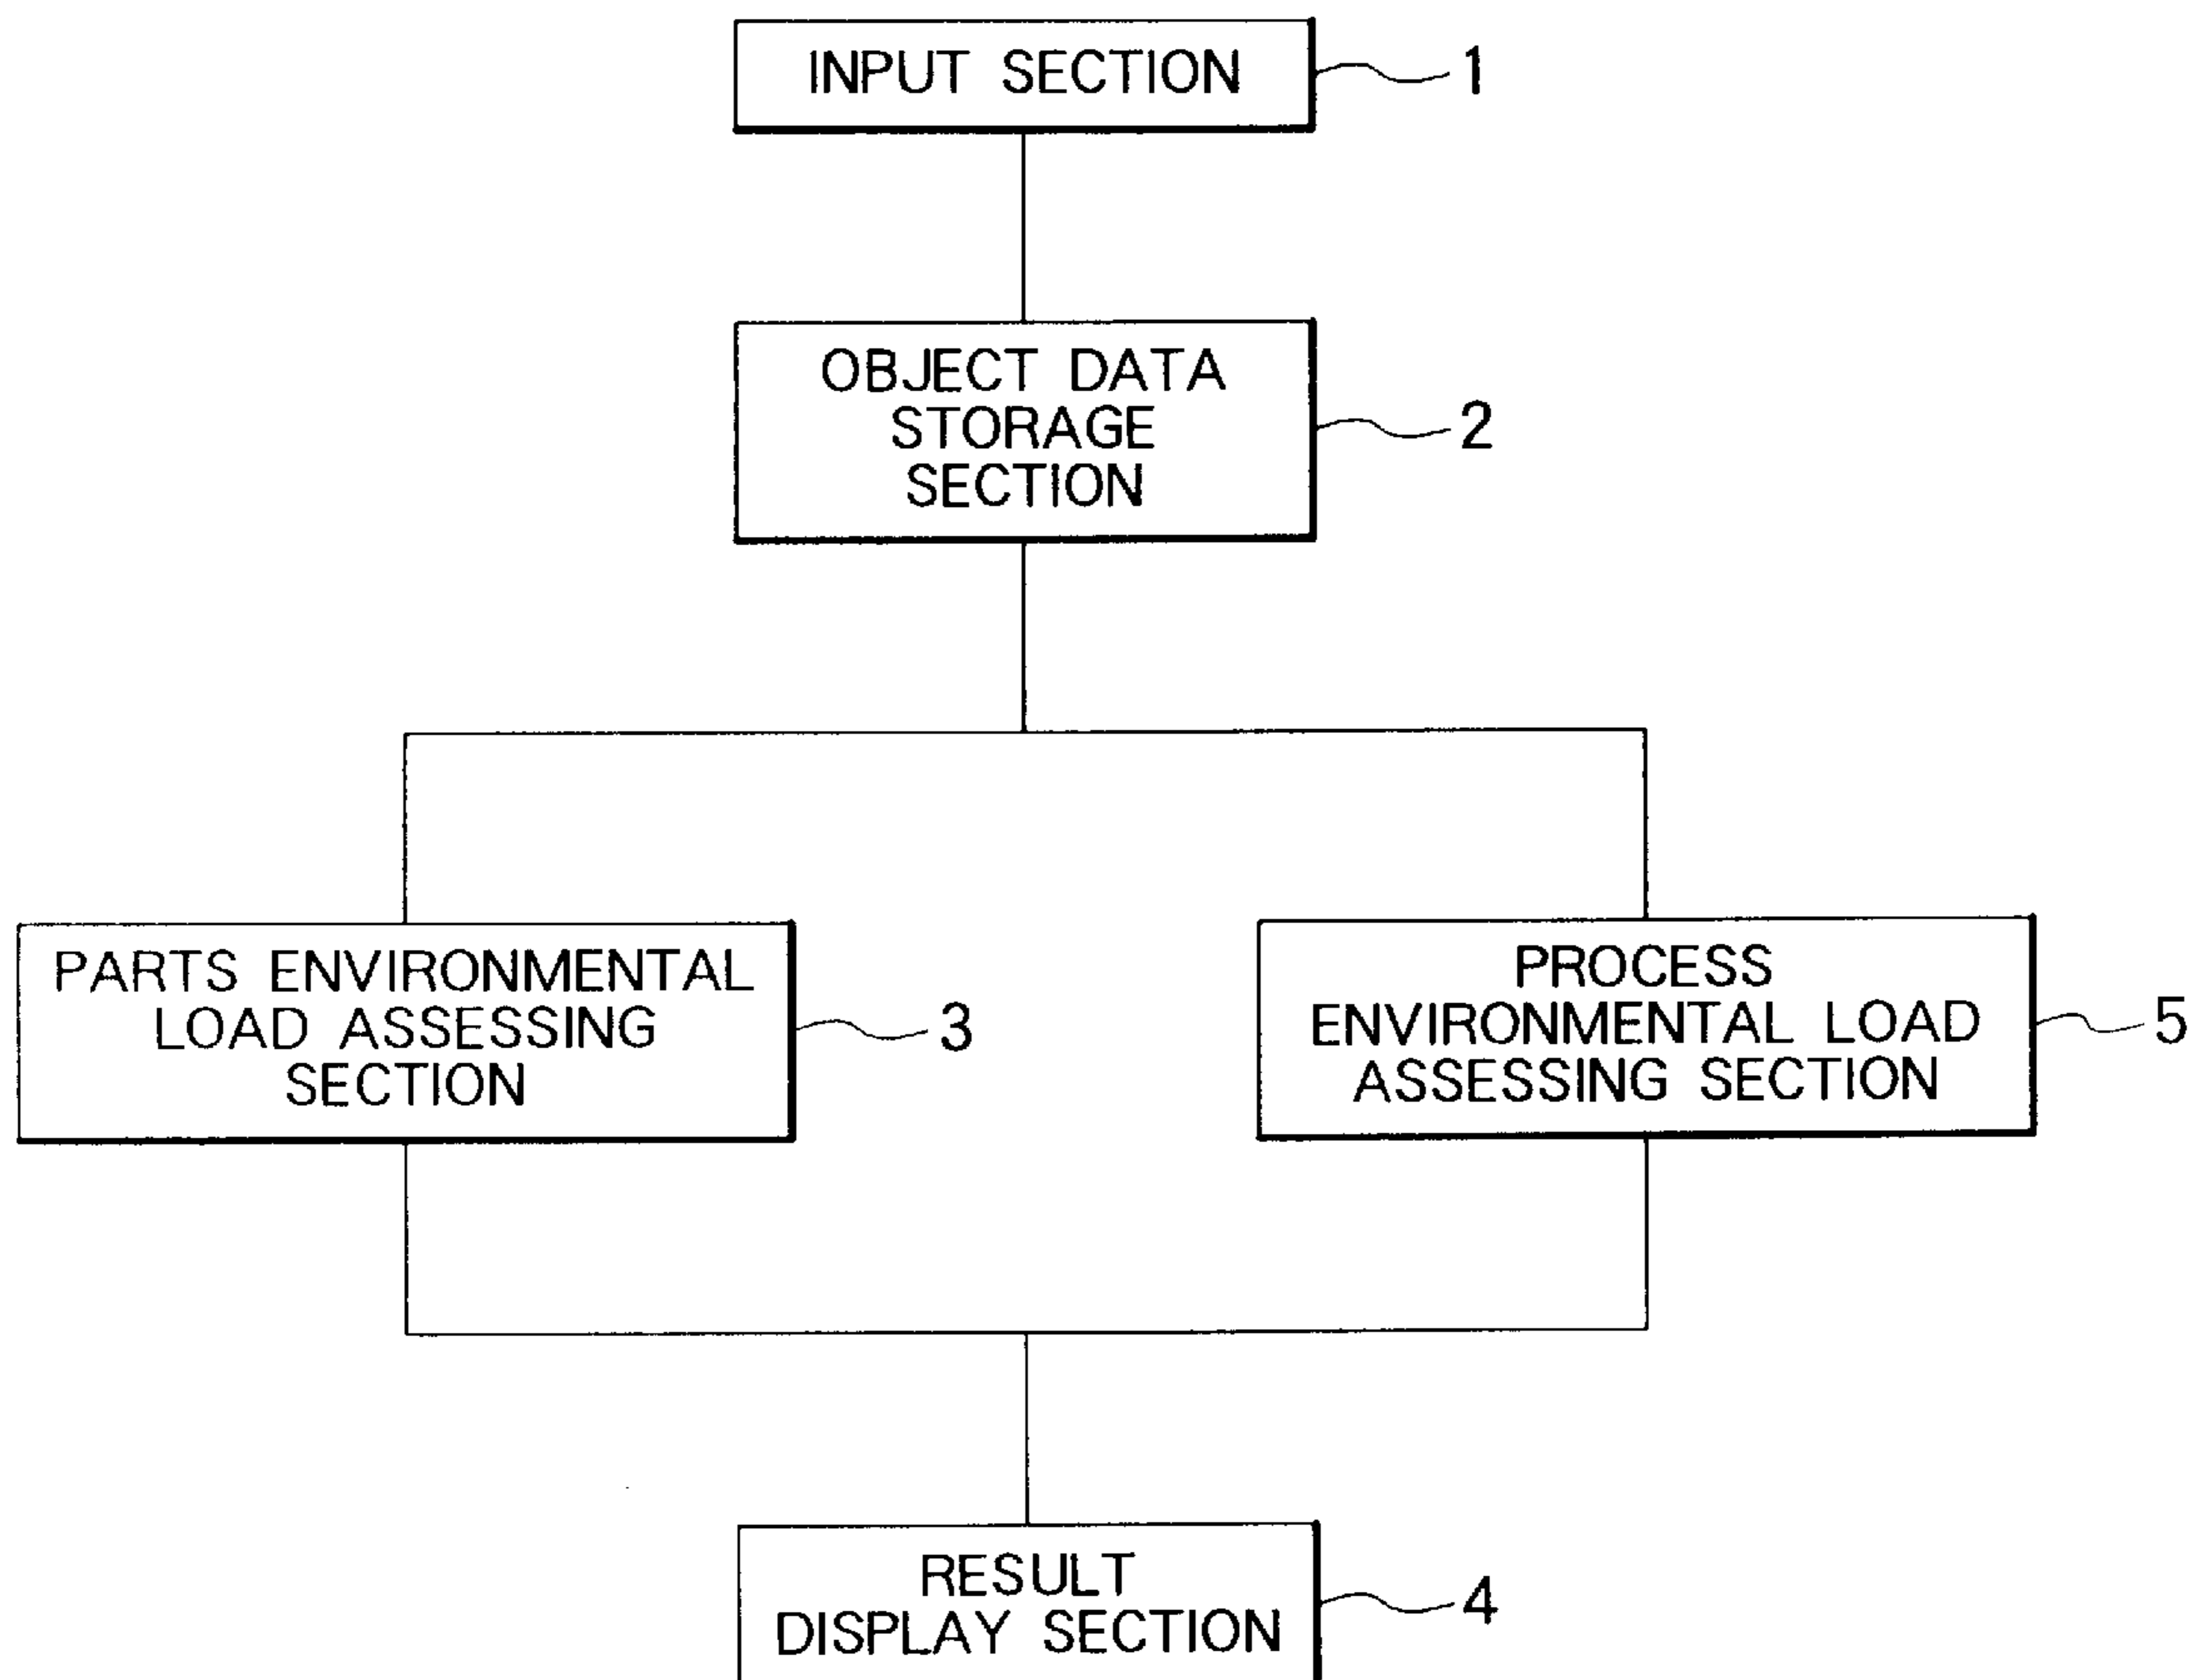 INPUT SECTION
1
OBJECT DATA
STORAGE
SECTION
2
PARTS ENVIRONMENTAL
LOAD ASSESSING
SECTION
3
PROCESS
ENVIRONMENTAL LOAD
ASSESSING SECTION
5
RESULT
DISPLAY SECTION
4